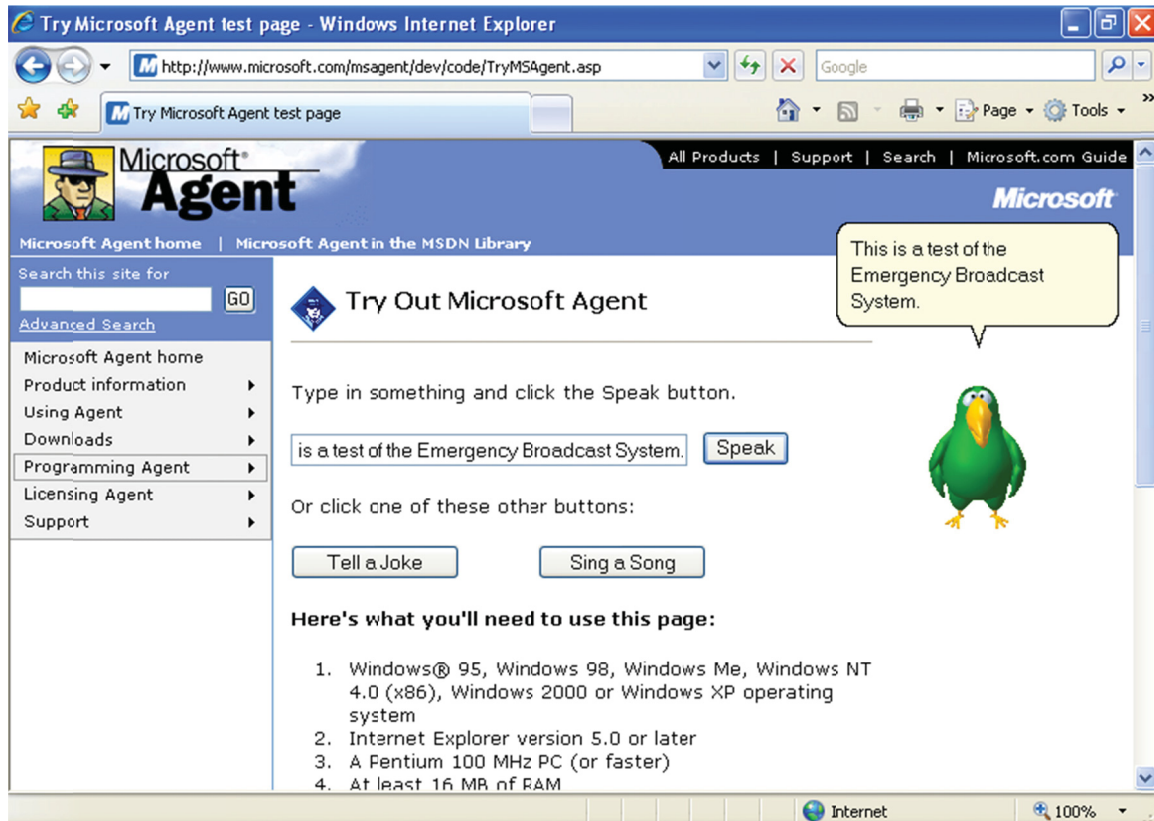 Try Microsoft Agent test page - Windows Internet Explorer
http://www.microsoft.com/msagent/dev/code/TryMSAgent.asp
Google
Try Microsoft Agent test page
Page
Tools
»
Microsoft®
Agent
All Products | Support | Search | Microsoft.com Guide
Microsoft
Microsoft Agent home | Microsoft Agent in the MSDN Library
This is a test of the
Emergency Broadcast
System.
Search this site for
GO
Advanced Search
Microsoft Agent home
Product information
Using Agent
Downloads
Programming Agent
Licensing Agent
Support
Try Out Microsoft Agent
Type in something and click the Speak button.
is a test of the Emergency Broadcast System.
Speak
Or click one of these other buttons:
Tell a Joke
Sing a Song
Here's what you'll need to use this page:
1. Windows® 95, Windows 98, Windows Me, Windows NT
4.0 (x86), Windows 2000 or Windows XP operating
system
2. Internet Explorer version 5.0 or later
3. A Pentium 100 MHz PC (or faster)
4. At least 16 MB of RAM
Internet
100%